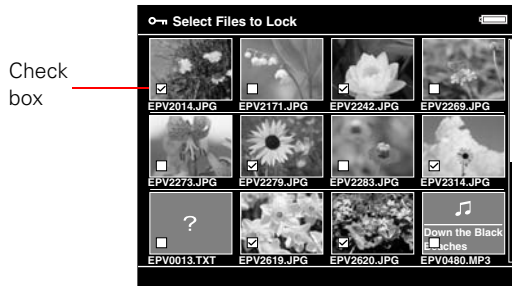 Select Files to Lock
Check
box
EPV2014.JPG EPV2171.JPG EPV2242.JPG EPV2269.JPG
EPV2273.JPG EPV2279.JPG EPV2283.JPG EPV2314.JPG
?
Down the Black
Beaches
EPV0013.TXT EPV2619.JPG EPV2620.JPG EPV0480.MP3